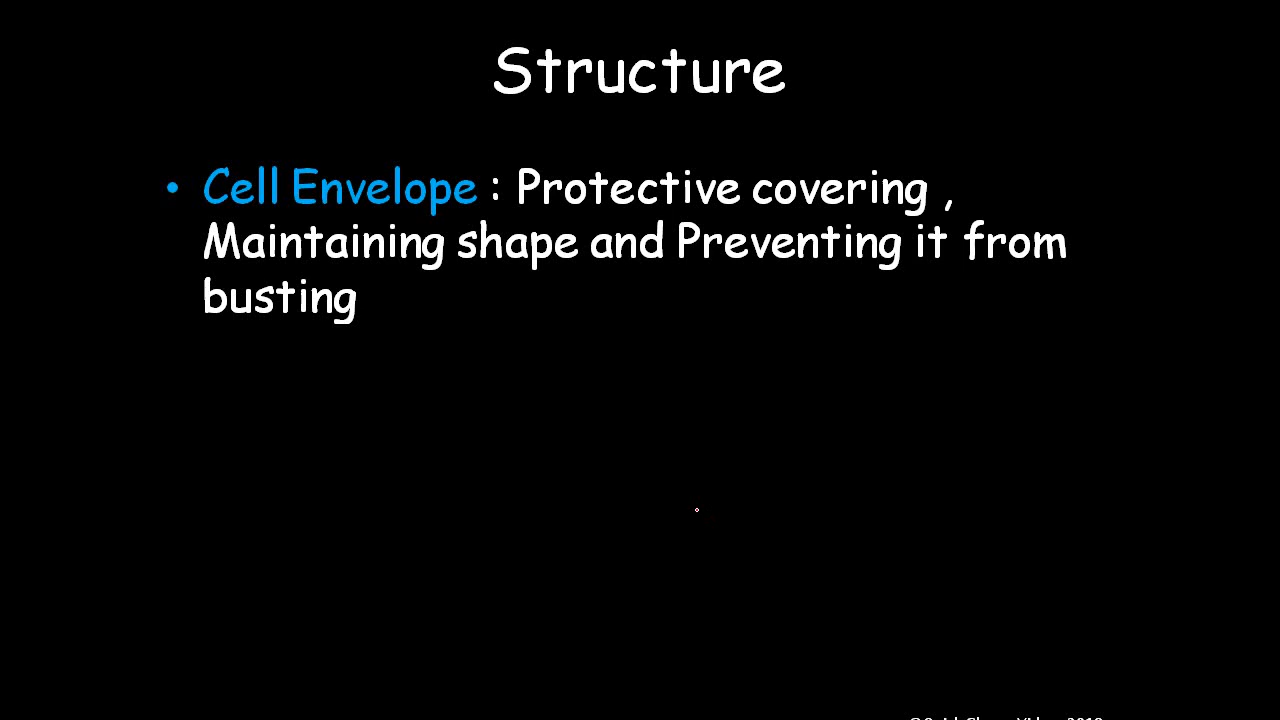 Structure
• Cell Envelope : Protective covering ,
Maintaining shape and Preventing it from
busting